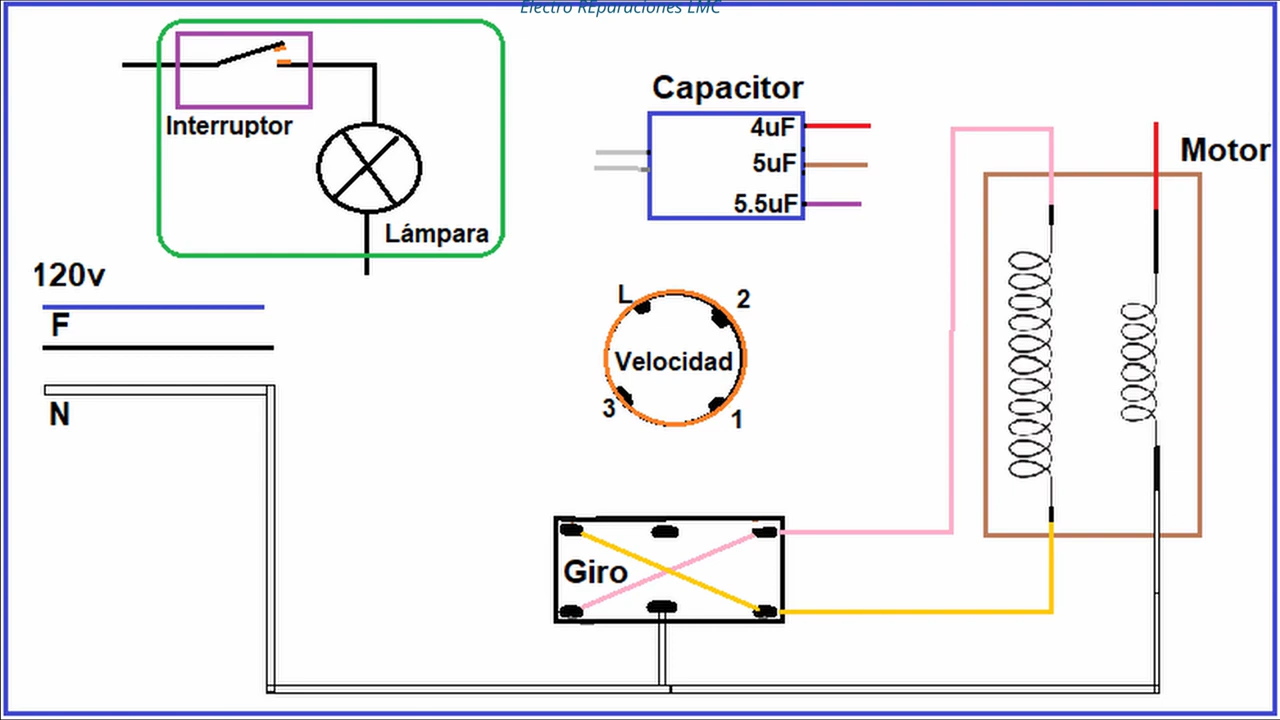 Electro REparaciones LMC
Interruptor
Lámpara
120v
F
N
Capacitor
4uF
5uF
5.5uF
Motor
L
2
Velocidad
3
1
Giro